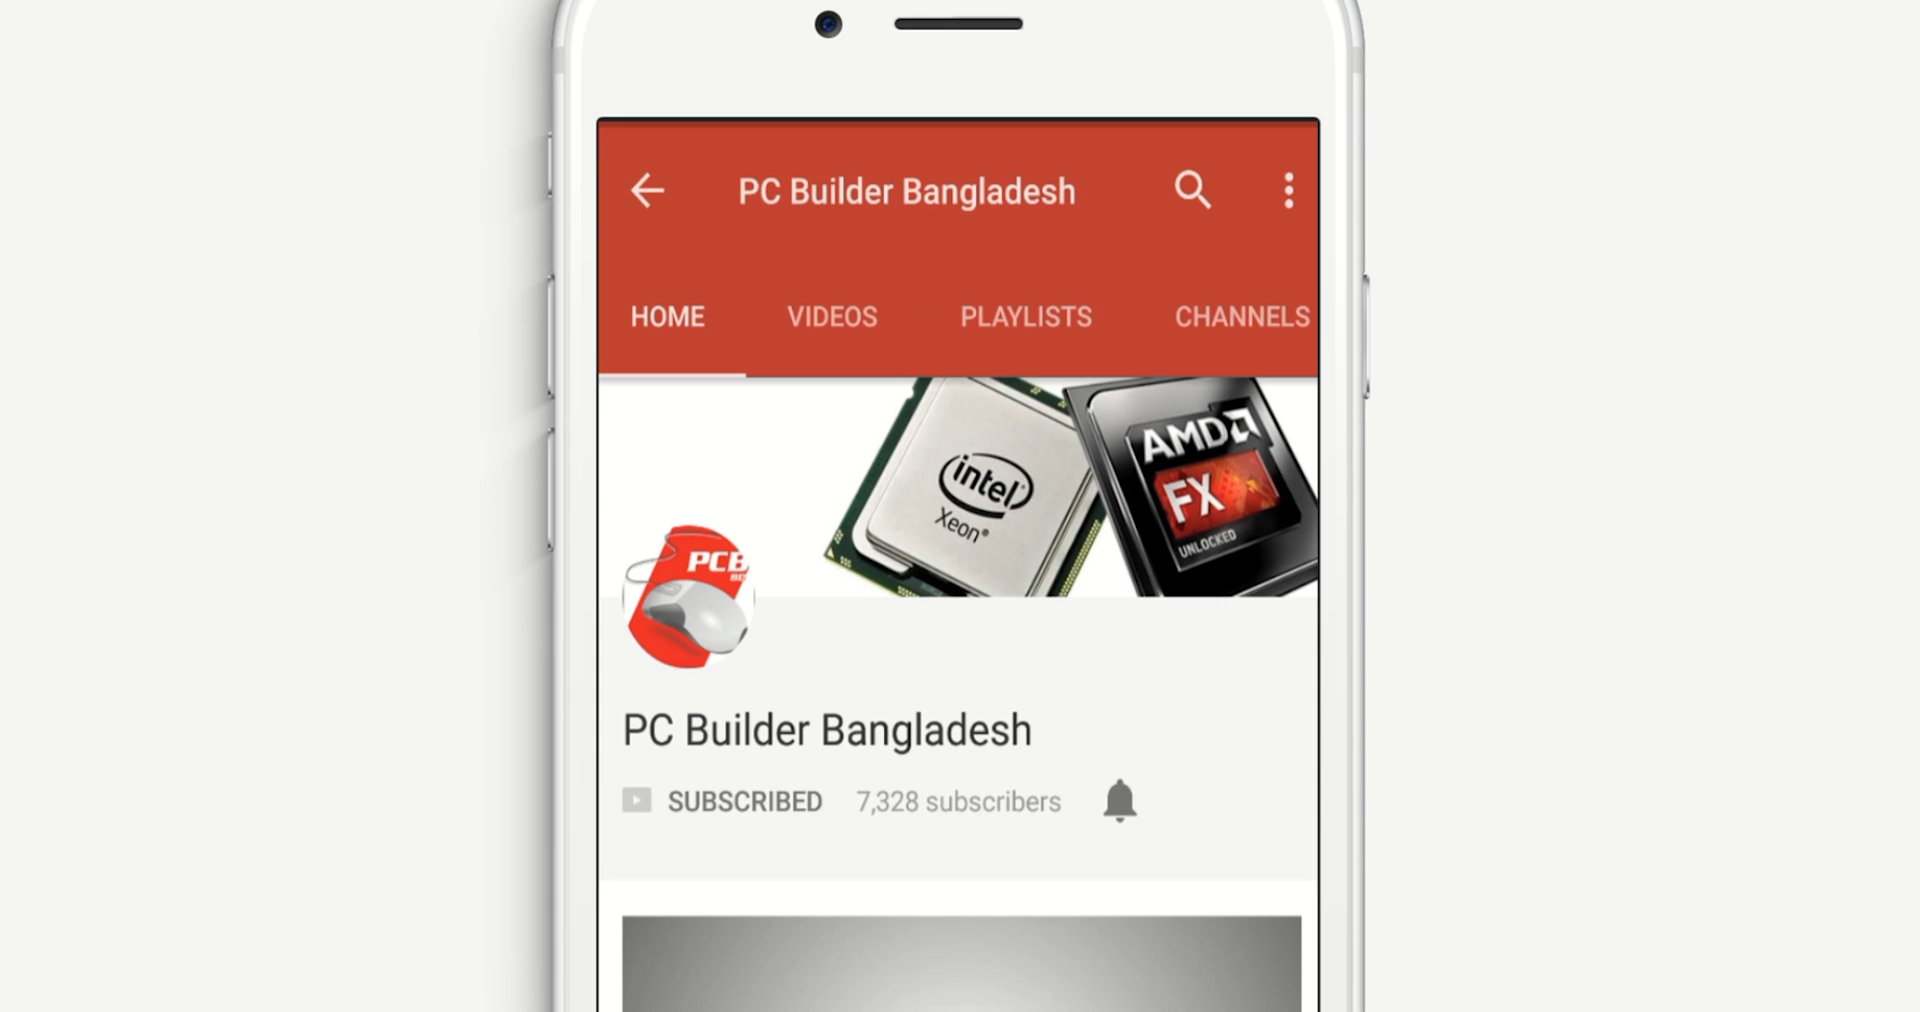 PC Builder Bangladesh
HOME VIDEOS PLAYLISTS CHANNELS
intel
Xeon®
AMD
FX
UNLOCKED
PCB
PC Builder Bangladesh
SUBSCRIBED 7,328 subscribers